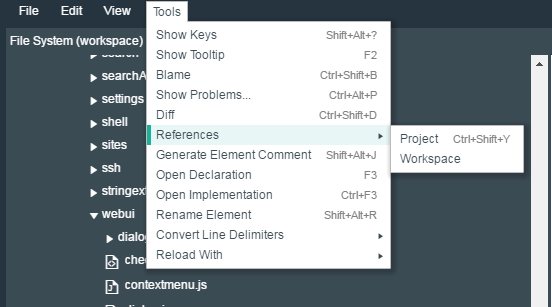 File Edit View Tools
File System (workspace)
search
searchA
settings
shell
sites
ssh
stringext
webui
dialo
che
contextmenu.js
Show Keys Shift+Alt+?
Show Tooltip F2
Blame Ctrl+Shift+B
Show Problems... Ctrl+Alt+P
Diff Ctrl+Shift+D
References
Generate Element Comment Shift+Alt+J
Open Declaration F3
Open Implementation Ctrl+F3
Rename Element Shift+Alt+R
Convert Line Delimiters
Reload With
Project Ctrl+Shift+Y
Workspace